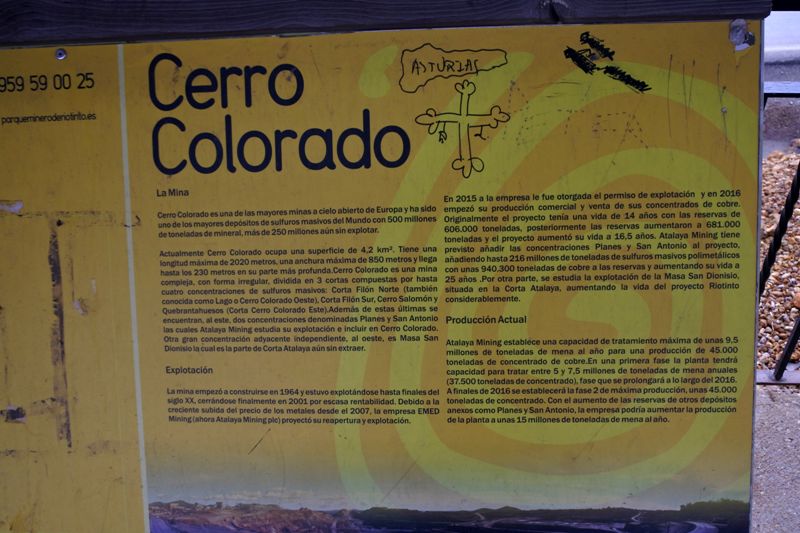 959 59 00 25
parqueminerodenotinto.es
Cerro
Colorado
ASTURIAS
La Mina
Cerro Colorado es una de las mayores minas a cielo abierto de Europa y ha sido
uno de los mayores depósitos de sulfuros masivos del Mundo con 500 millones
de toneladas de mineral, más de 250 millones aún sin explotar.
Actualmente Cerro Colorado ocupa una superficie de 4,2 km². Tiene una
longitud máxima de 2020 metros, una anchura máxima de 850 metros y llega
hasta los 230 metros en su parte más profunda.Cerro Colorado es una mina
compleja, con forma irregular, dividida en 3 cortas compuestas por hasta
cuatro concentraciones de sulfuros masivos: Corta Filón Norte (también
conocida como Lago o Cerro Colorado Oeste), Corta Filón Sur, Cerro Salomón y
Quebrantahuesos (Corta Cerro Colorado Este).Además de estas últimas se
encuentran, al este, dos concentraciones denominadas Planes y San Antonio
las cuales Atalaya Mining estudia su explotación e incluir en Cerro Colorado.
Otra gran concentración adyacente independiente, al oeste, es Masa San
Dionisio la cual es la parte de Corta Atalaya aún sin extraer.
Explotación
La mina empezó a construirse en 1964 y estuvo explotándose hasta finales del
siglo XX, cerrándose finalmente en 2001 por escasa rentabilidad. Debido a la
creciente subida del precio de los metales desde el 2007, la empresa EMED
Mining (ahora Atalaya Mining plc) proyectó su reapertura y explotación.
En 2015 a la empresa le fue otorgada el permiso de explotación y en 2016
empezó su producción comercial y venta de sus concentrados de cobre.
Originalmente el proyecto tenía una vida de 14 años con las reservas de
606.000 toneladas, posteriormente las reservas aumentaron a 681.000
toneladas y el proyecto aumentó su vida a 16,5 años. Atalaya Mining tiene
previsto añadir las concentraciones Planes y San Antonio al proyecto,
añadiendo hasta 216 millones de toneladas de sulfuros masivos polimetálicos
con unas 940,300 toneladas de cobre a las reservas y aumentando su vida a
25 años .Por otra parte, se estudia la explotación de la Masa San Dionisio,
situada en la Corta Atalaya, aumentando la vida del proyecto Riotinto
considerablemente.
Producción Actual
Atalaya Mining establece una capacidad de tratamiento máxima de unas 9,5
millones de toneladas de mena al año para una producción de 45.000
toneladas de concentrado de cobre.En una primera fase la planta tendrá
capacidad para tratar entre 5 y 7,5 millones de toneladas de mena anuales
(37.500 toneladas de concentrado), fase que se prolongará a lo largo del 2016.
A finales de 2016 se establecerá la fase 2 de máxima producción, unas 45.000
toneladas de concentrado. Con el aumento de las reservas de otros depósitos
anexos como Planes y San Antonio, la empresa podría aumentar la producción
de la planta a unas 15 millones de toneladas de mena al año.